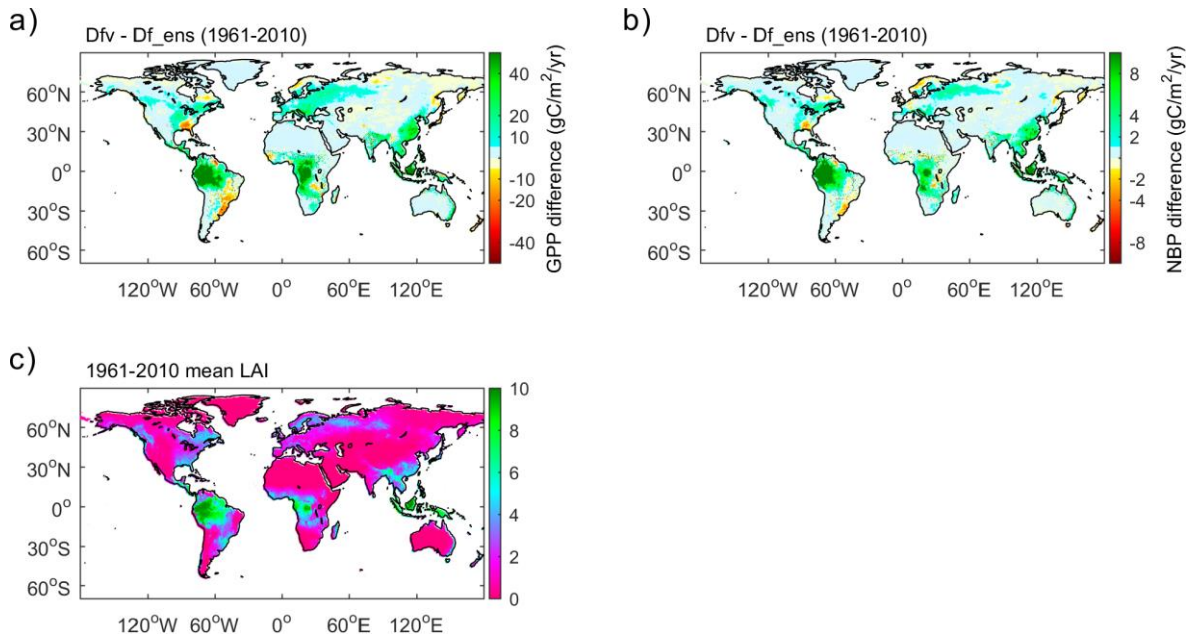 a)
Dfv - Df_ens (1961-2010)
60°N
30°N
0°
30°S
60°S
120°W 60°W 0° 60°E 120°E
40
20
10
-10
-20
-40
GPP difference (gC/m²/yr)
b)
Dfv - Df_ens (1961-2010)
60°N
30°N
0°
30°S
60°S
120°W 60°W 0° 60°E 120°E
8
4
2
-2
-4
-8
NBP difference (gC/m²/yr)
c)
1961-2010 mean LAI
60°N
30°N
0°
30°S
60°S
120°W 60°W 0° 60°E 120°E
10
8
6
4
2
0